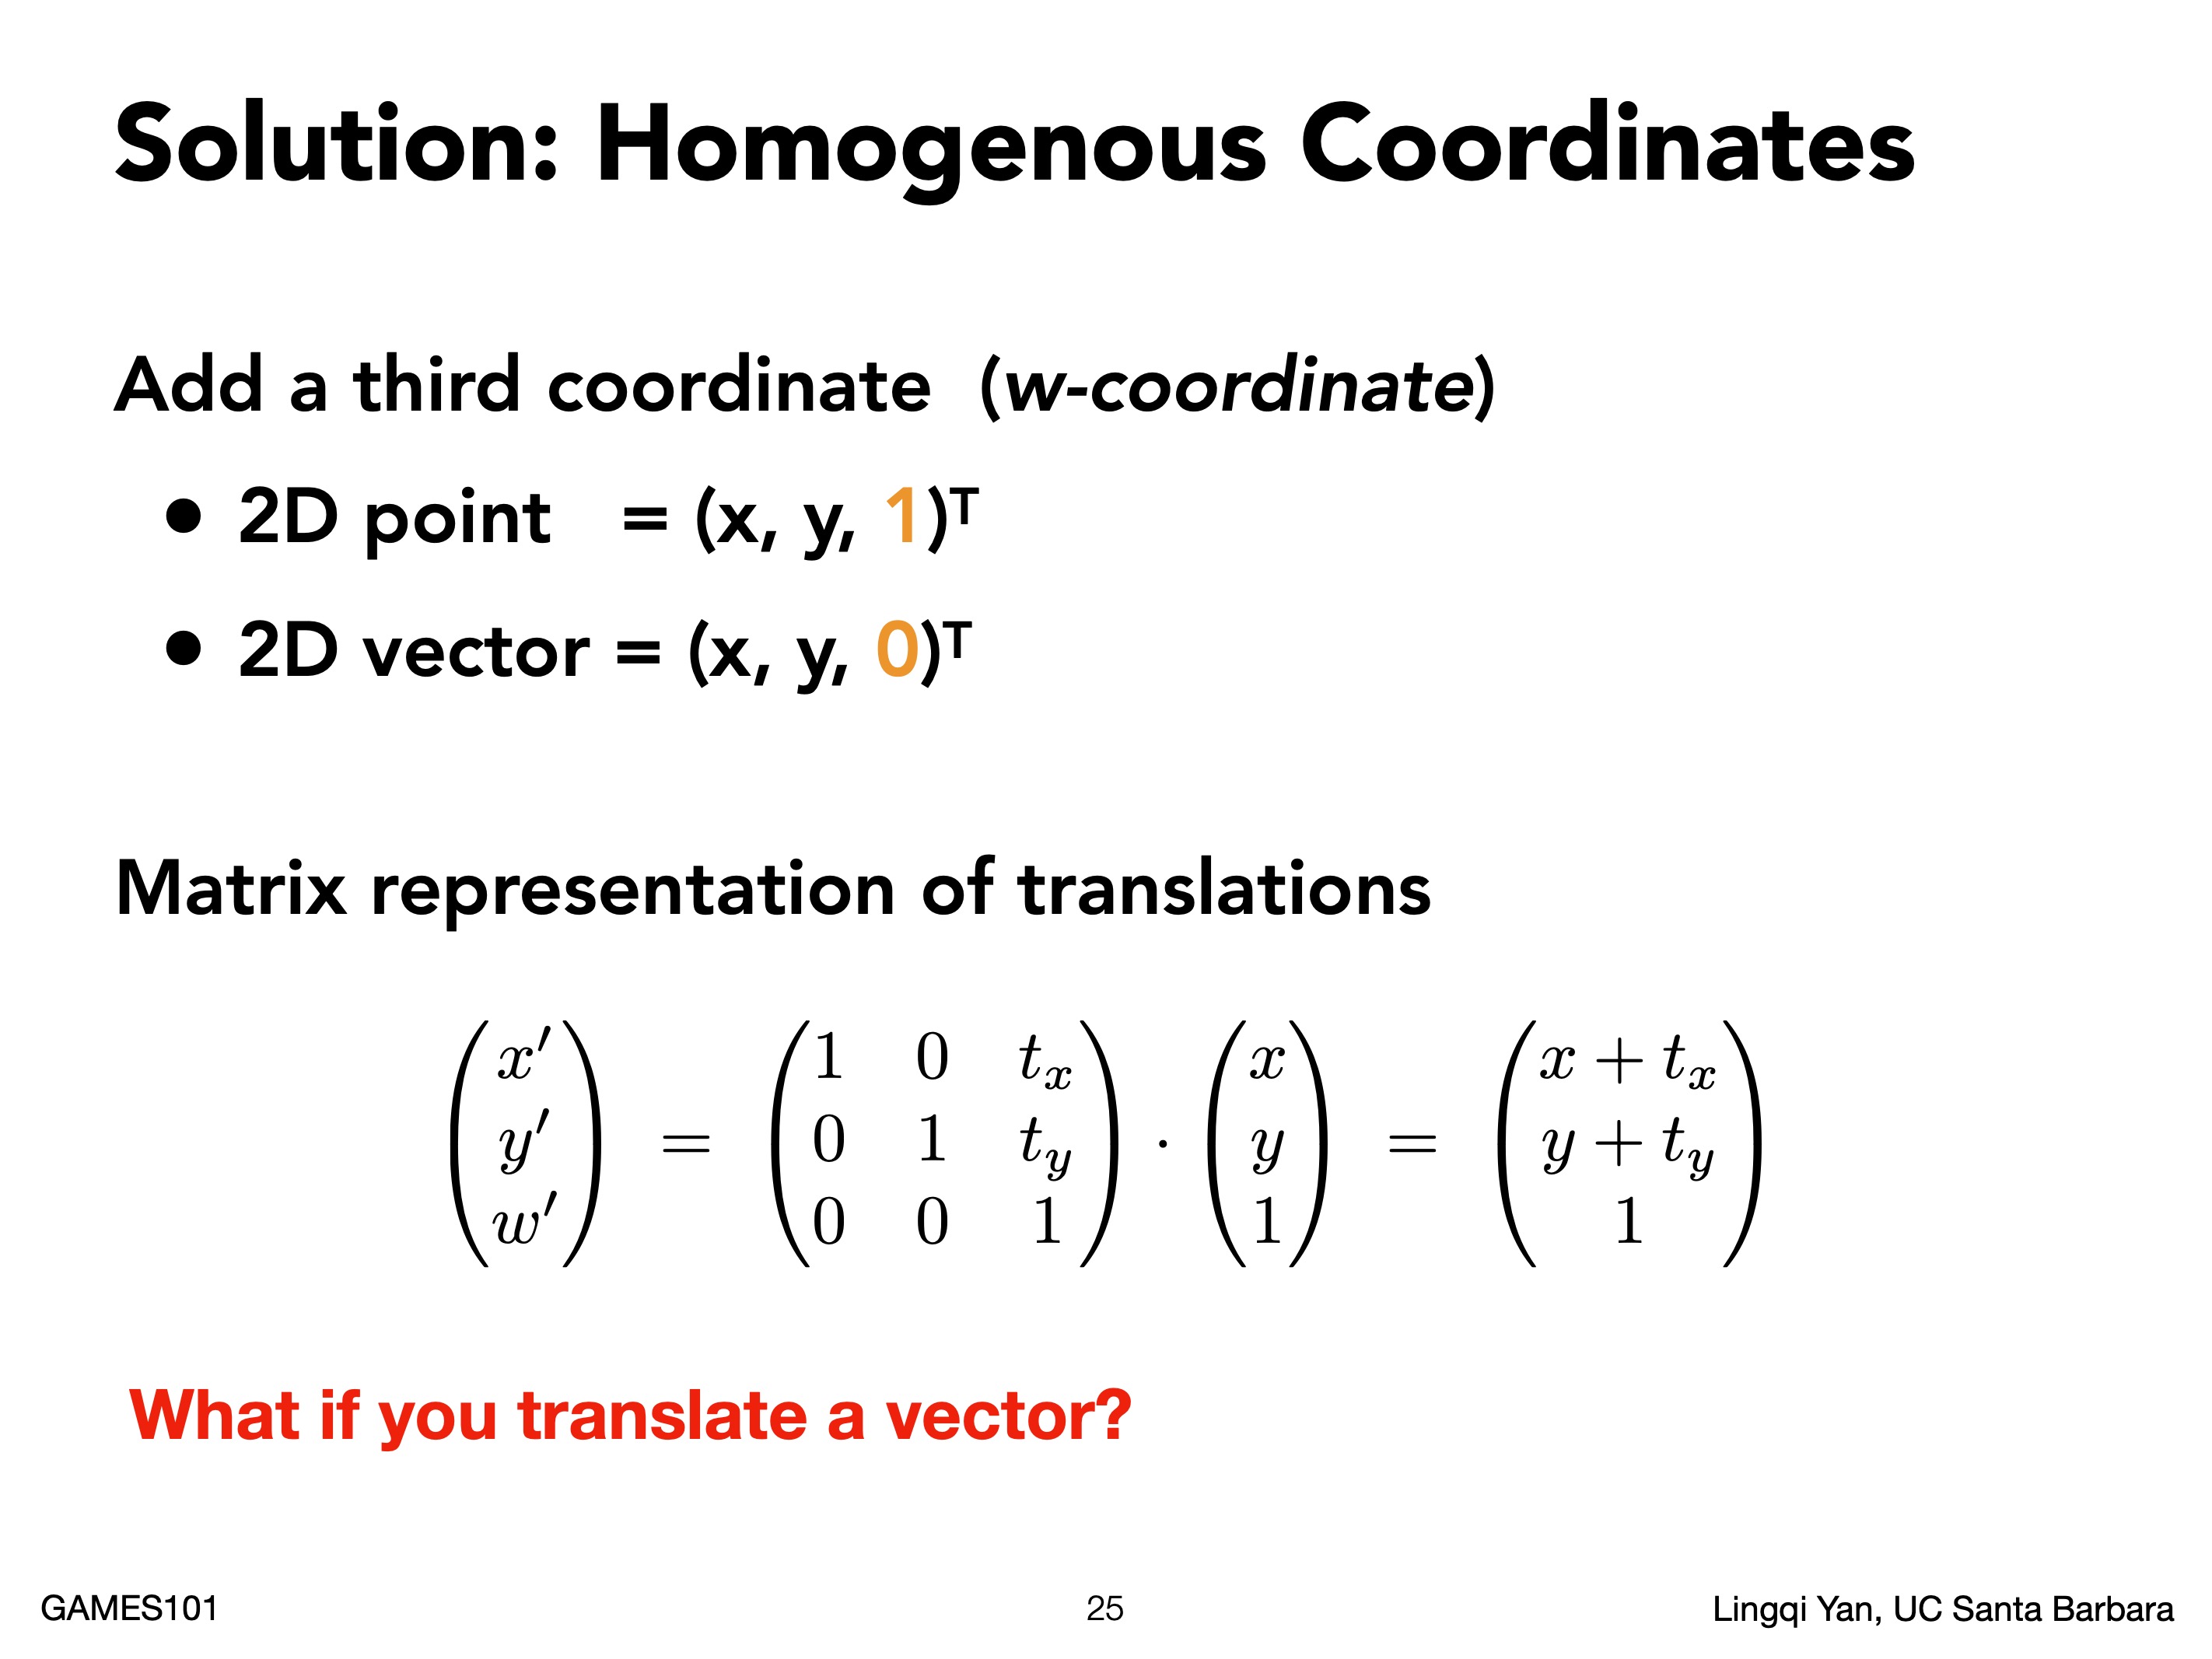 Solution: Homogenous Coordinates
Add a third coordinate (w-coordinate)
• 2D point = (x, y, 1)ᵀ
• 2D vector = (x, y, 0)ᵀ
Matrix representation of translations
$$\begin{pmatrix} x' \\ y' \\ w' \end{pmatrix} = \begin{pmatrix} 1 & 0 & t_x \\ 0 & 1 & t_y \\ 0 & 0 & 1 \end{pmatrix} \cdot \begin{pmatrix} x \\ y \\ 1 \end{pmatrix} = \begin{pmatrix} x + t_x \\ y + t_y \\ 1 \end{pmatrix}$$
What if you translate a vector?
GAMES101
25
Lingqi Yan, UC Santa Barbara